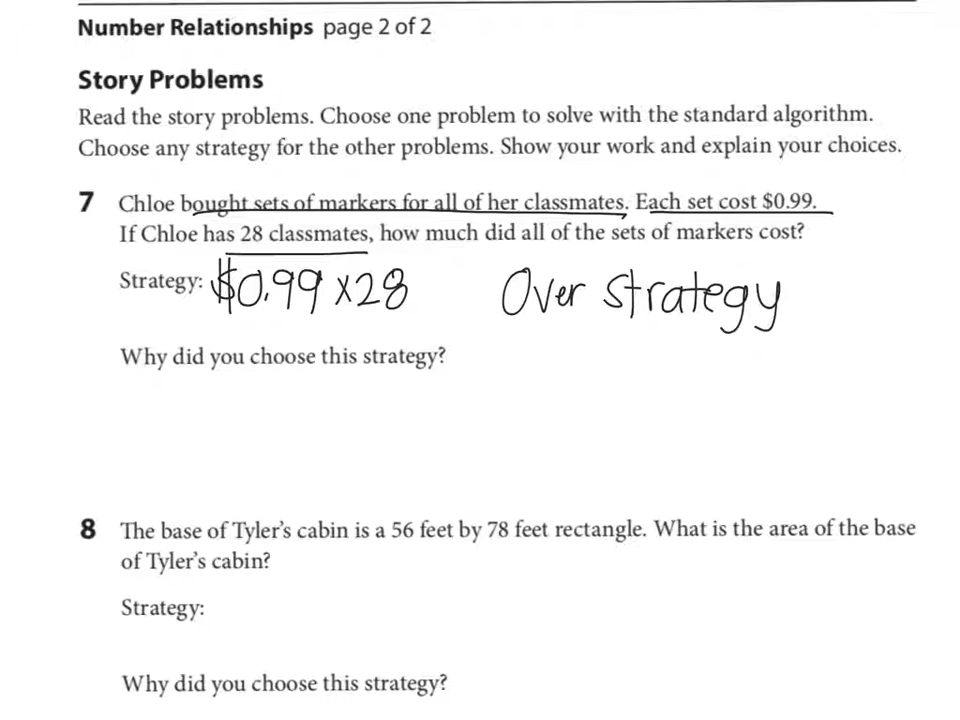 Number Relationships page 2 of 2
Story Problems
Read the story problems. Choose one problem to solve with the standard algorithm.
Choose any strategy for the other problems. Show your work and explain your choices.
7 Chloe bought sets of markers for all of her classmates. Each set cost $0.99.
If Chloe has 28 classmates, how much did all of the sets of markers cost?
Strategy: $0.99 x28 Over strategy
Why did you choose this strategy?
8 The base of Tyler's cabin is a 56 feet by 78 feet rectangle. What is the area of the base
of Tyler's cabin?
Strategy:
Why did you choose this strategy?